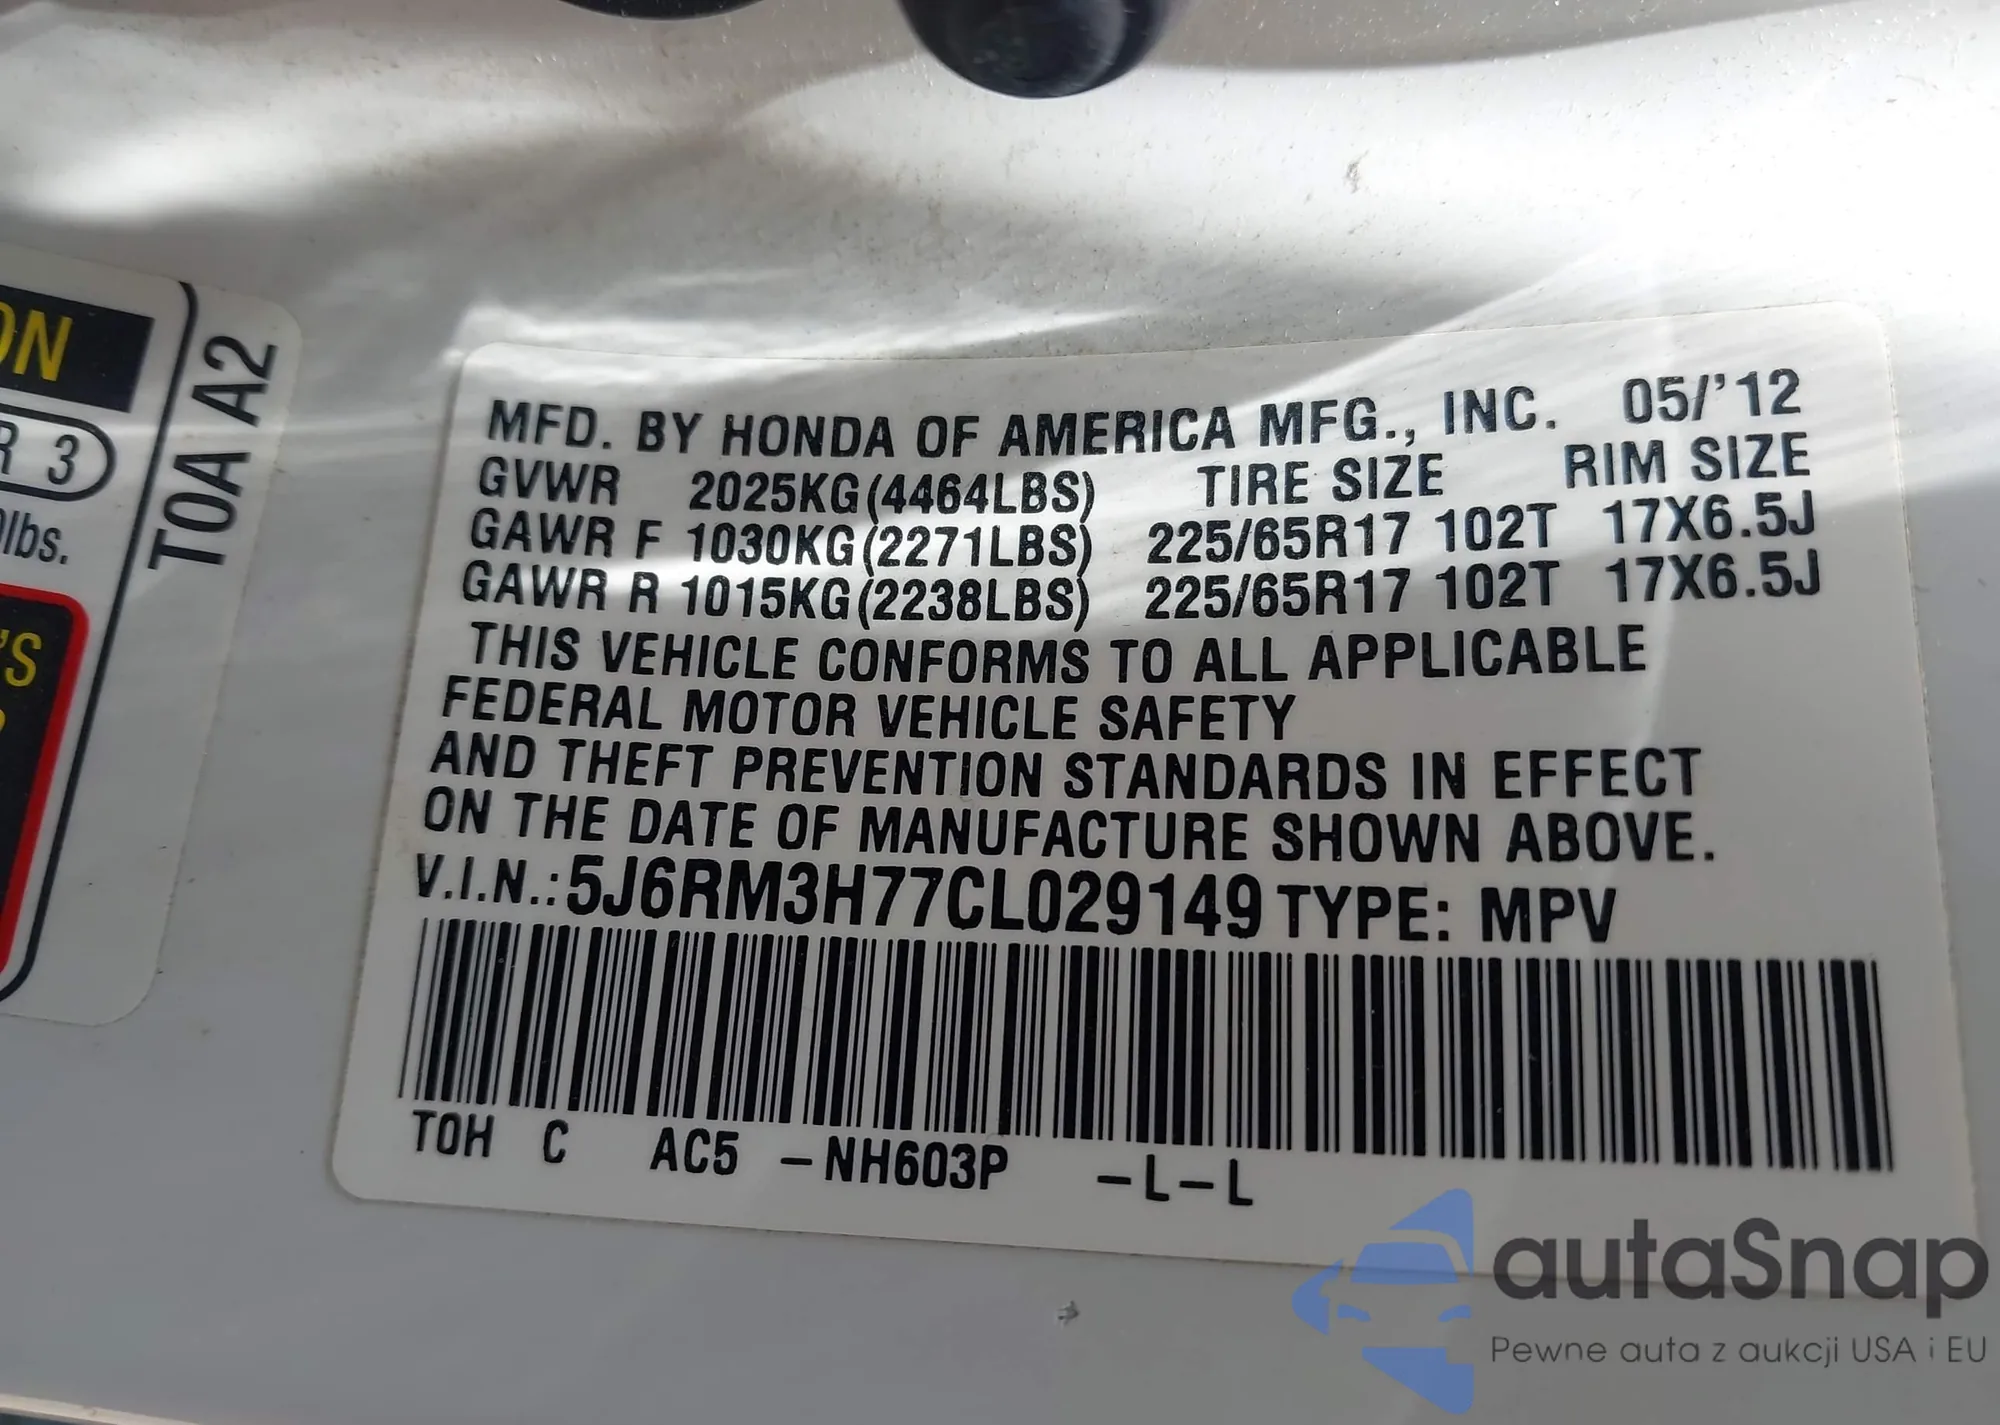 ON
R 3
lbs.
'S
T0A A2
MFD. BY HONDA OF AMERICA MFG., INC. 05/'12
GVWR 2025KG(4464LBS) TIRE SIZE RIM SIZE
GAWR F 1030KG(2271LBS) 225/65R17 102T 17X6.5J
GAWR R 1015KG(2238LBS) 225/65R17 102T 17X6.5J
THIS VEHICLE CONFORMS TO ALL APPLICABLE
FEDERAL MOTOR VEHICLE SAFETY
AND THEFT PREVENTION STANDARDS IN EFFECT
ON THE DATE OF MANUFACTURE SHOWN ABOVE.
V.I.N.:5J6RM3H77CL029149 TYPE: MPV
T0H C AC5 -NH603P -L-L
autaSnap
Pewne auta z aukcji USA i EU